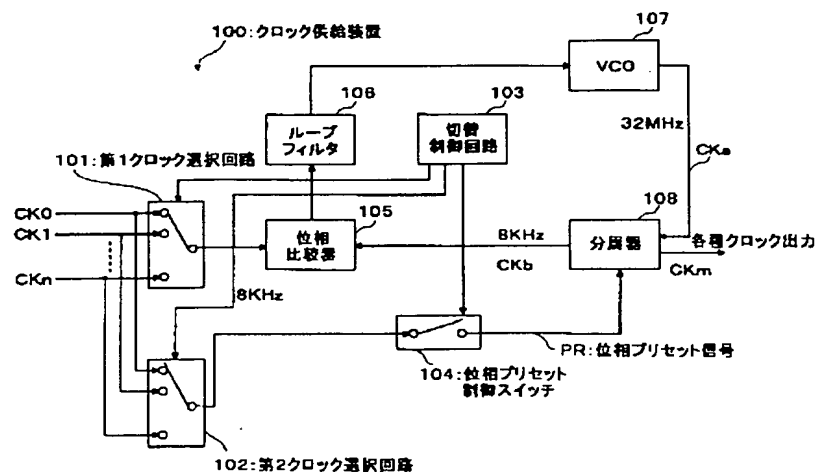 100:クロック供給装置
107
VCO
106
ループ
フィルタ
103
切替
制御回路
32MHz
CKa
101:第1クロック選択回路
CK0
CK1
CKn
105
位相
比較器
8KHz
CKb
108
分周器
各種クロック出力
CKm
8KHz
PR:位相プリセット信号
104:位相プリセット
制御スイッチ
102:第2クロック選択回路